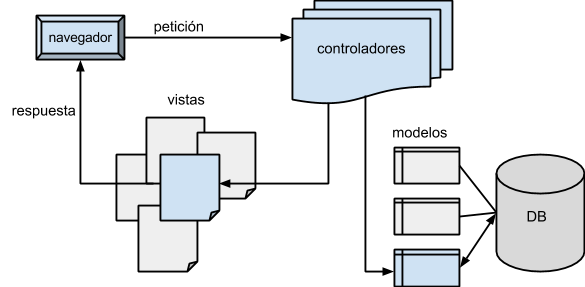 petición
navegador
controladores
vistas
respuesta
modelos
DB